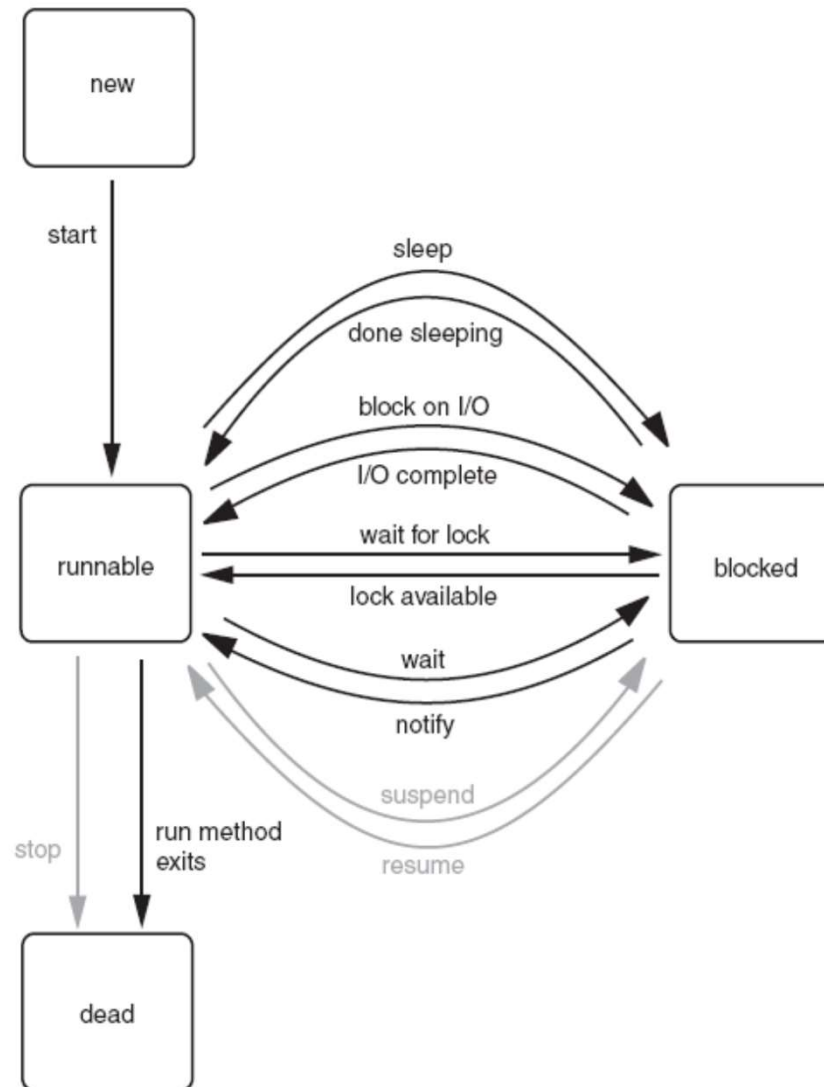 new
start
sleep
done sleeping
block on I/O
I/O complete
wait for lock
runnable
blocked
lock available
wait
notify
suspend
stop
run method
exits
resume
dead